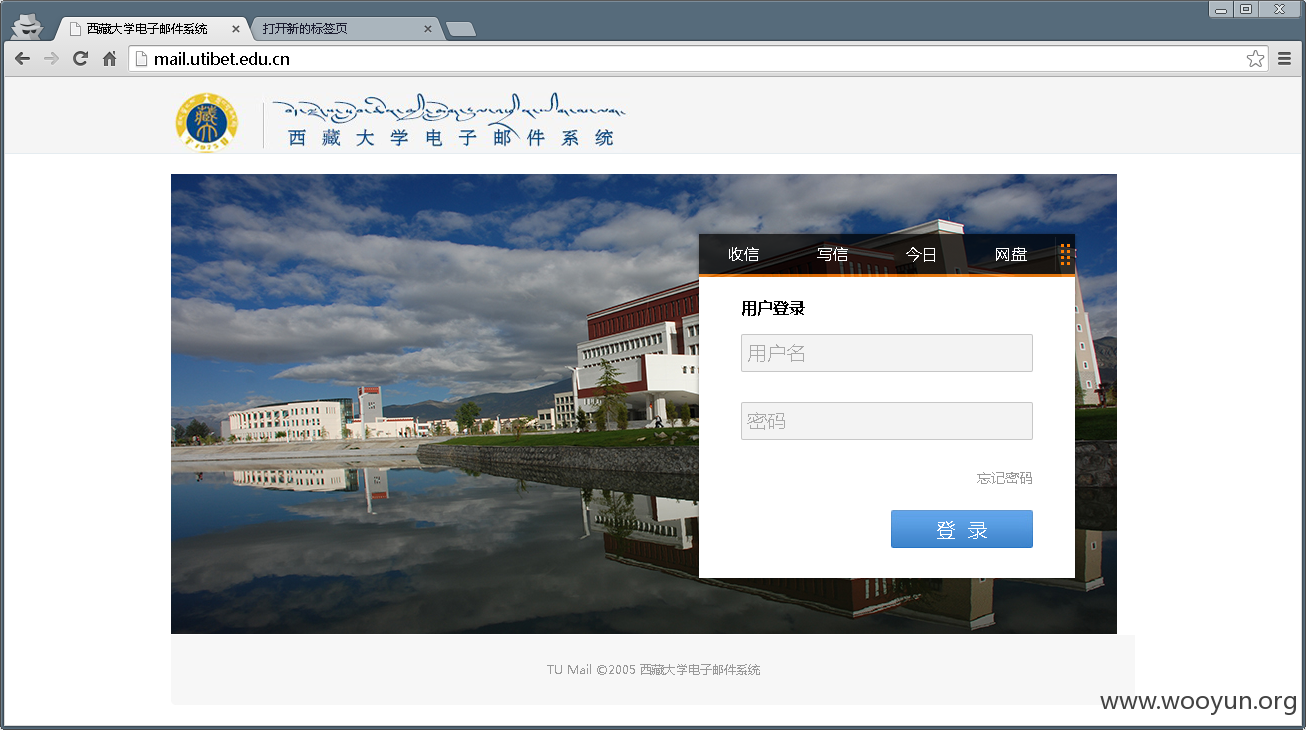 西藏大学电子邮件系统
打开新的标签页
mail.utibet.edu.cn
西藏大学电子邮件系统
收信 写信 今日 网盘
用户登录
用户名
密码
忘记密码
登 录
TU Mail ©2005 西藏大学电子邮件系统
www.wooyun.org